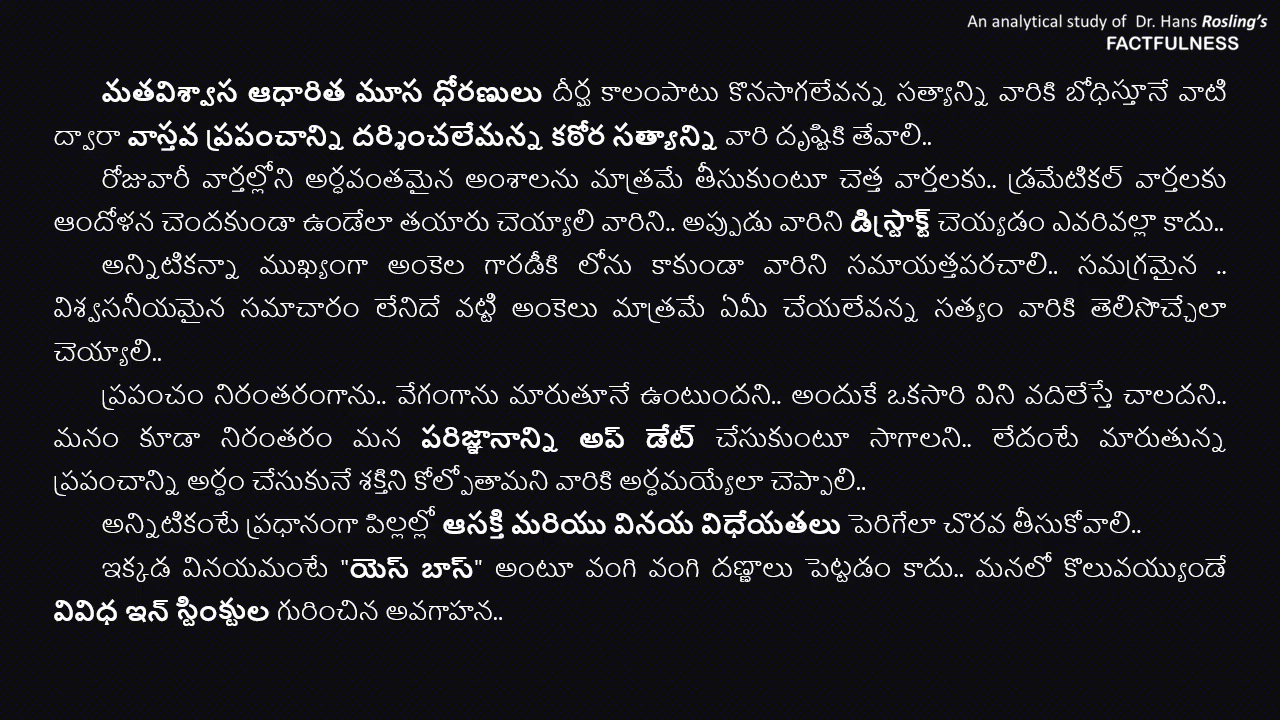 An analytical study of Dr. Hans Rosling's
FACTFULNESS
మతవిశ్వాస ఆధారిత మూస ధోరణులు దీర్ఘ కాలంపాటు కొనసాగలేవన్న సత్యాన్ని వారికి బోధిస్తూనే వాటి
ద్వారా వాస్తవ ప్రపంచాన్ని దర్శించలేమన్న కఠోర సత్యాన్ని వారి దృష్టికి తేవాలి..
రోజువారీ వార్తల్లోని అర్ధవంతమైన అంశాలను మాత్రమే తీసుకుంటూ చెత్త వార్తలకు.. డ్రమేటికల్ వార్తలకు
ఆందోళన చెందకుండా ఉండేలా తయారు చెయ్యాలి వారిని.. అప్పుడు వారిని డిస్ట్రాక్ట్ చెయ్యడం ఎవరివల్లా కాదు..
అన్నిటికన్నా ముఖ్యంగా అంకెల గారడీకి లోను కాకుండా వారిని సమాయత్తపరచాలి.. సమగ్రమైన ..
విశ్వసనీయమైన సమాచారం లేనిదే వట్టి అంకెలు మాత్రమే ఏమీ చేయలేవన్న సత్యం వారికి తెలిసొచ్చేలా
చెయ్యాలి..
ప్రపంచం నిరంతరంగాను.. వేగంగాను మారుతూనే ఉంటుందని.. అందుకే ఒకసారి విని వదిలేస్తే చాలదని..
మనం కూడా నిరంతరం మన పరిజ్ఞానాన్ని అప్ డేట్ చేసుకుంటూ సాగాలని.. లేదంటే మారుతున్న
ప్రపంచాన్ని అర్ధం చేసుకునే శక్తిని కోల్పోతామని వారికి అర్ధమయ్యేలా చెప్పాలి..
అన్నిటికంటే ప్రధానంగా పిల్లల్లో ఆసక్తి మరియు వినయ విధేయతలు పెరిగేలా చొరవ తీసుకోవాలి..
ఇక్కడ వినయమంటే "యెస్ బాస్" అంటూ వంగి వంగి దణ్ణాలు పెట్టడం కాదు.. మనలో కొలువయ్యుండే
వివిధ ఇన్ స్టింక్టుల గురించిన అవగాహన..